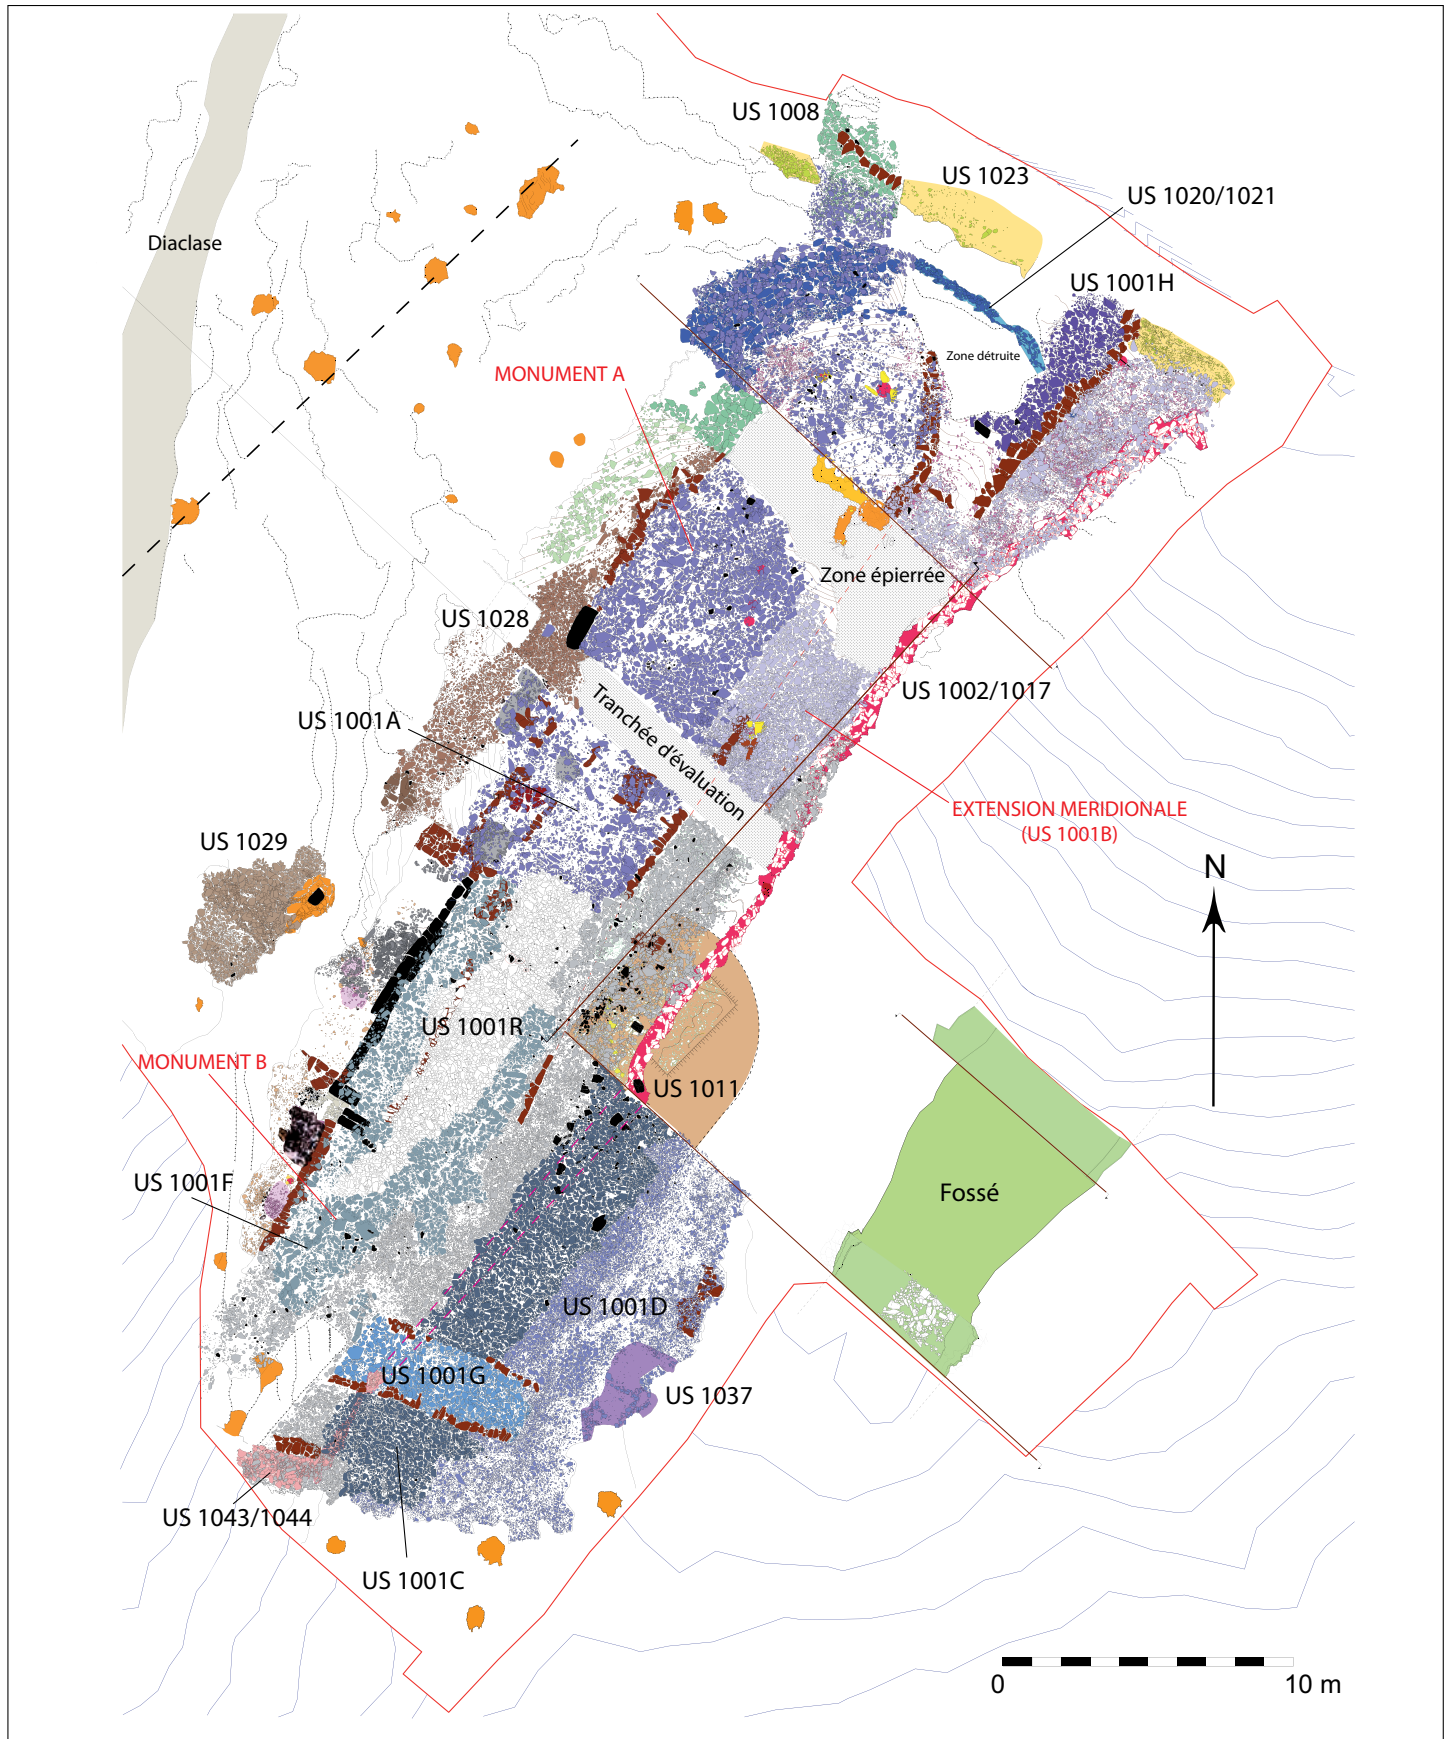 US 1008
US 1023
US 1020/1021
Diaclase
US 1001H
Zone détruite
MONUMENT A
Zone épierrée
US 1028
US 1002/1017
Tranchée d'évaluation
US 1001A
EXTENSION MERIDIONALE
(US 1001B)
US 1029
N
US 1001R
MONUMENT B
US 1011
US 1001F
Fossé
US 1001D
US 1001G
US 1037
US 1043/1044
US 1001C
0 10 m